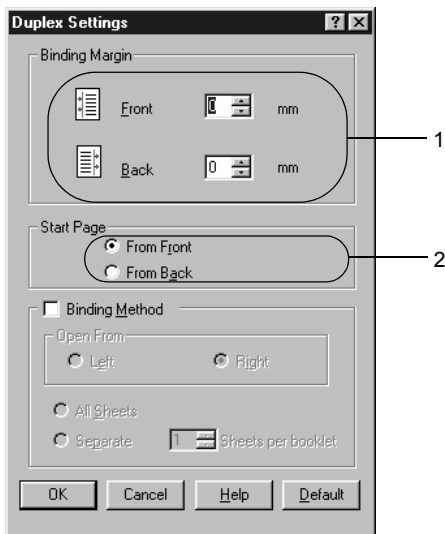 Duplex Settings
Binding Margin
Front 0 mm
1
Back 0 mm
Start Page
From Front
2
From Back
Binding Method
Open From
Left Right
All Sheets
Separate 1 Sheets per booklet
OK Cancel Help Default